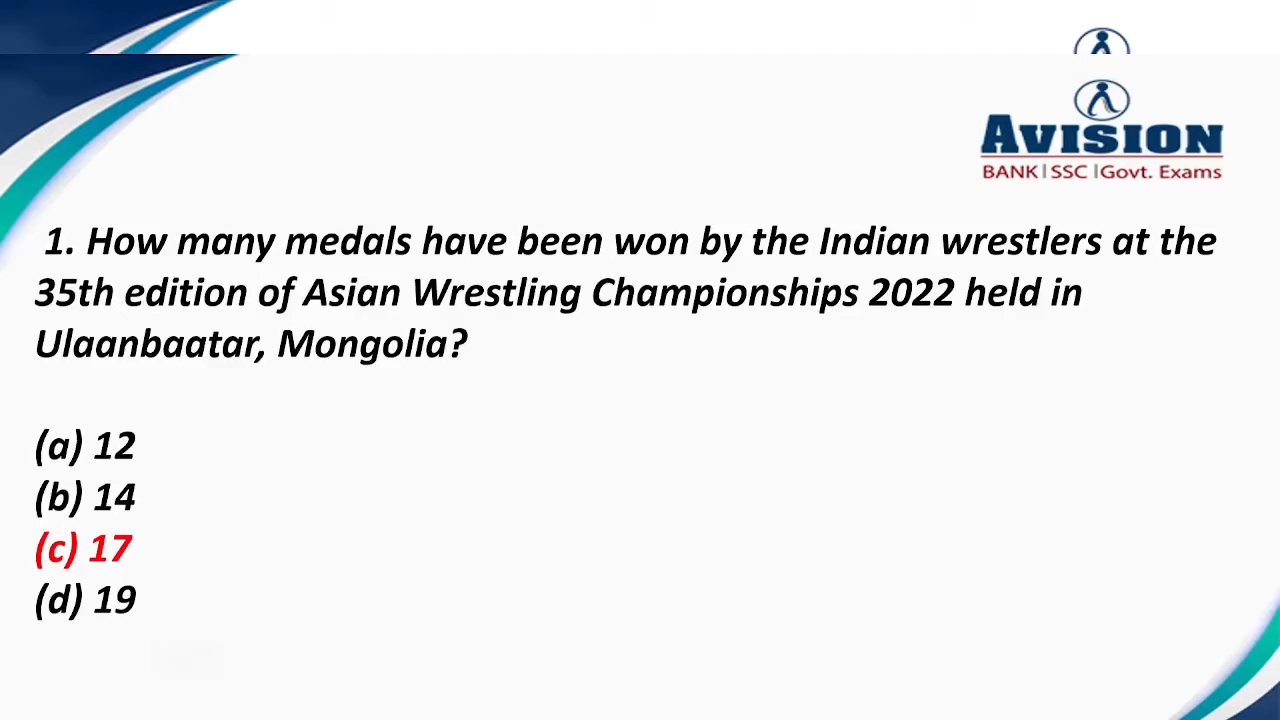 AVISION
BANK | SSC | Govt. Exams
1. How many medals have been won by the Indian wrestlers at the
35th edition of Asian Wrestling Championships 2022 held in
Ulaanbaatar, Mongolia?
(a) 12
(b) 14
(c) 17
(d) 19